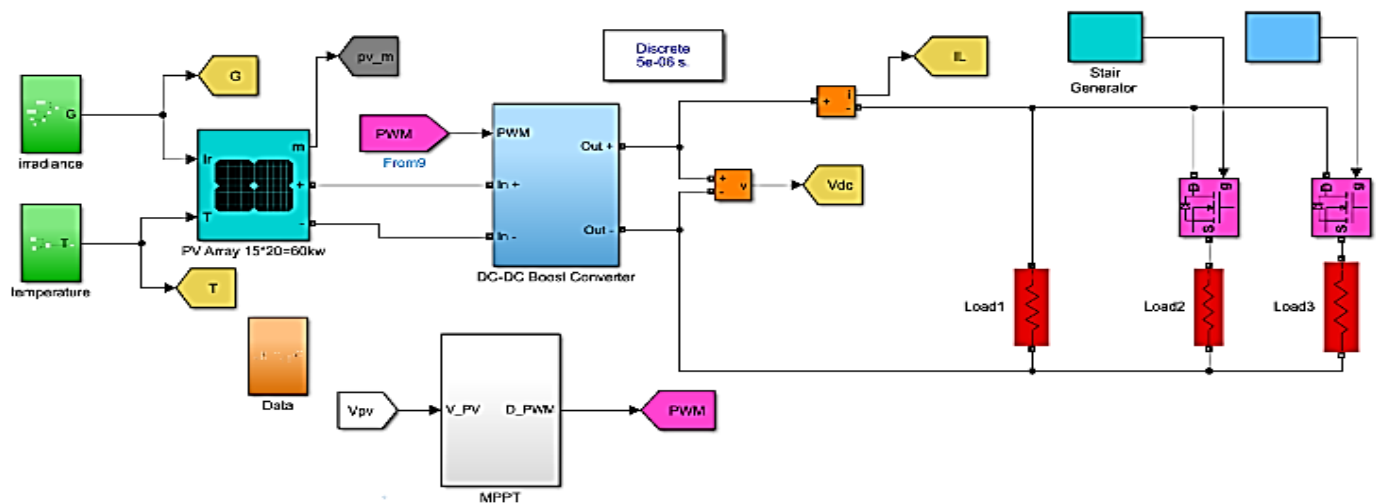 G
pv_m
Discrete
5e-06 s.
IL
Stair
Generator
G
irradiance
Ir
m
T
+
-
PV Array 15*20=60kw
PWM
From9
PWM
In +
In -
Out +
Out -
DC-DC Boost Converter
+
i
-
+
-
v
Vdc
T
temperature
T
D
g
S
D
g
S
Load1
Load2
Load3
Data
Vpv
V_PV
D_PWM
MPPT
PWM